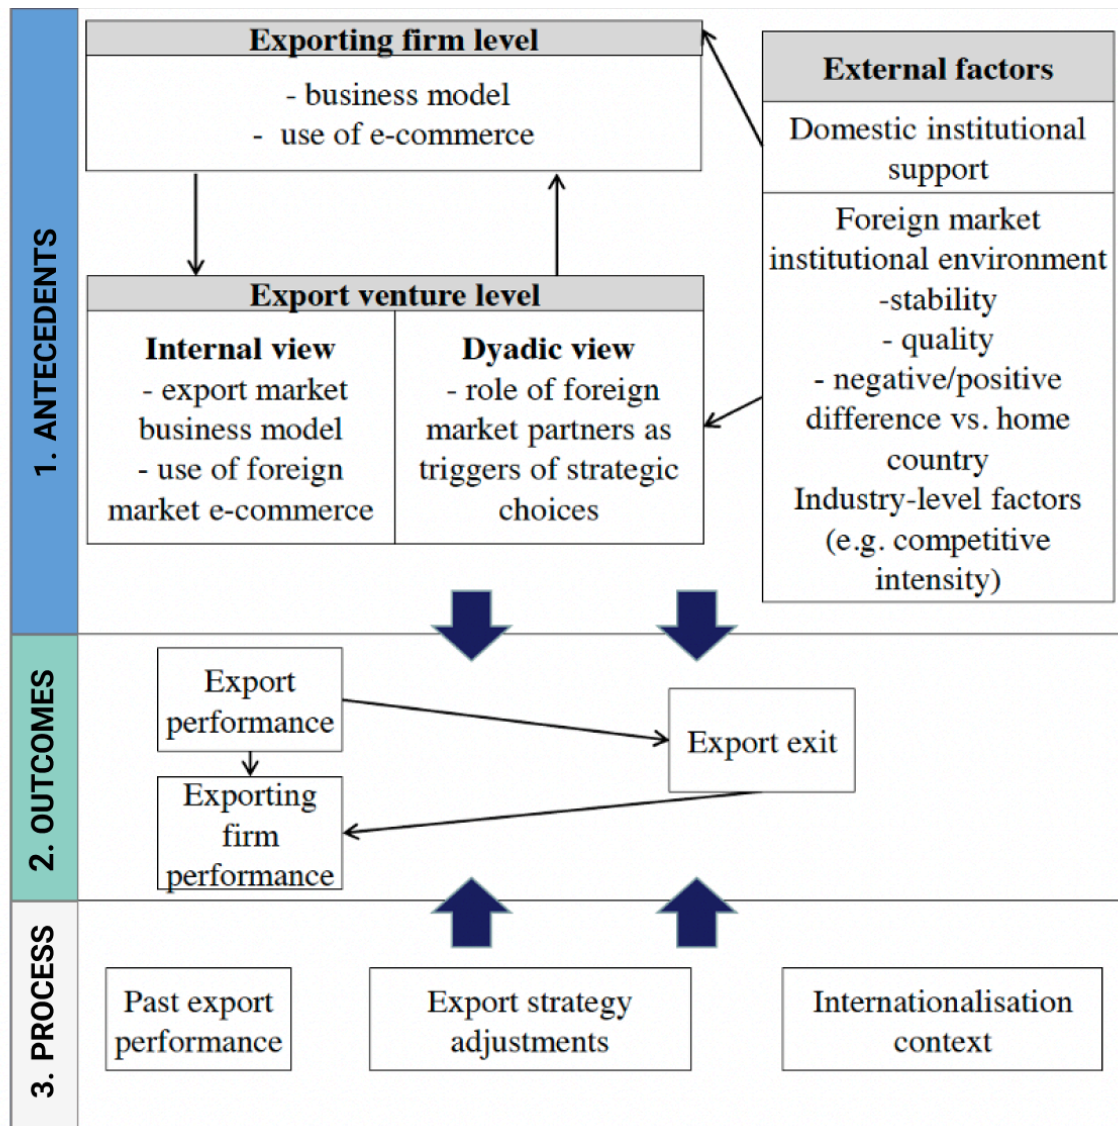 1. ANTECEDENTS
Exporting firm level
- business model
- use of e-commerce
External factors
Domestic institutional
support
Foreign market
institutional environment
-stability
- quality
- negative/positive
difference vs. home
country
Industry-level factors
(e.g. competitive
intensity)
Export venture level
Internal view
- export market
business model
- use of foreign
market e-commerce
Dyadic view
- role of foreign
market partners as
triggers of strategic
choices
2. OUTCOMES
Export
performance
Export exit
Exporting
firm
performance
3. PROCESS
Past export
performance
Export strategy
adjustments
Internationalisation
context